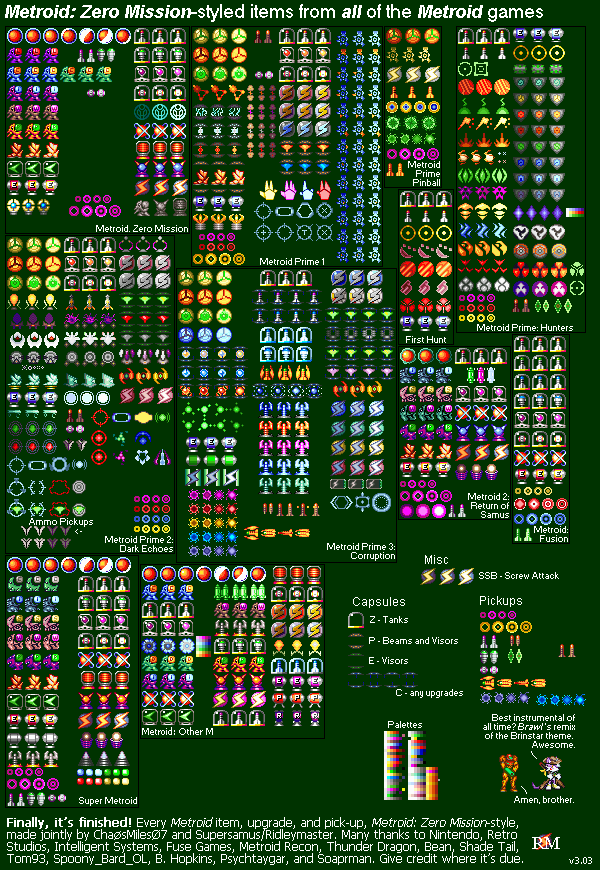 Metroid: Zero Mission-styled items from all of the Metroid games
Metroid: Zero Mission
Metroid Prime 1
Metroid
Prime
Pinball
First Hunt
Metroid Prime: Hunters
Ammo Pickups
Metroid Prime 2:
Dark Echoes
Metroid Prime 3:
Corruption
Metroid 2:
Return of
Samus
Metroid:
Fusion
Super Metroid
Metroid: Other M
Misc
SSB - Screw Attack
Capsules
Z - Tanks
P - Beams and Visors
E - Visors
C - any upgrades
Pickups
Palettes
Best instrumental of
all time? Brawl's remix
of the Brinstar theme.
Awesome.
Amen, brother.
Finally, it's finished! Every Metroid item, upgrade, and pick-up, Metroid: Zero Mission-style,
made jointly by ChaøsMilesØ7 and Supersamus/Ridleymaster. Many thanks to Nintendo, Retro
Studios, Intelligent Systems, Fuse Games, Metroid Recon, Thunder Dragon, Bean, Shade Tail,
Tom93, Spoony_Bard_OL, B. Hopkins, Psychtaygar, and Soaprman. Give credit where it's due.
v3.03